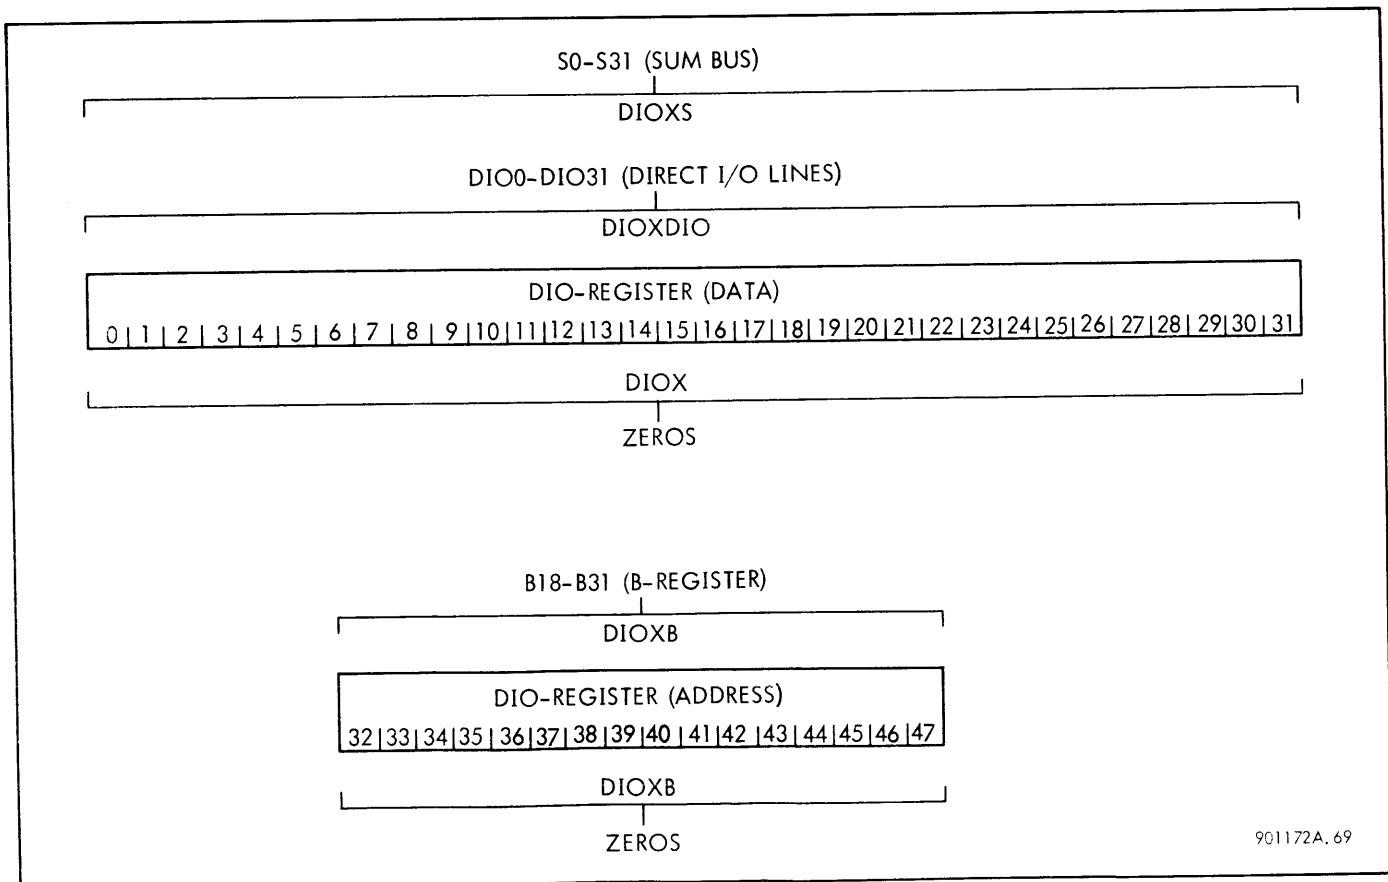 S0-S31 (SUM BUS)
DIOXS
DIO0-DIO31 (DIRECT I/O LINES)
DIOXDIO
DIO-REGISTER (DATA)
0|1|2|3|4|5|6|7|8|9|10|11|12|13|14|15|16|17|18|19|20|21|22|23|24|25|26|27|28|29|30|31
DIOX
ZEROS
B18-B31 (B-REGISTER)
DIOXB
DIO-REGISTER (ADDRESS)
32|33|34|35|36|37|38|39|40|41|42|43|44|45|46|47
DIOXB
ZEROS
901172A.69